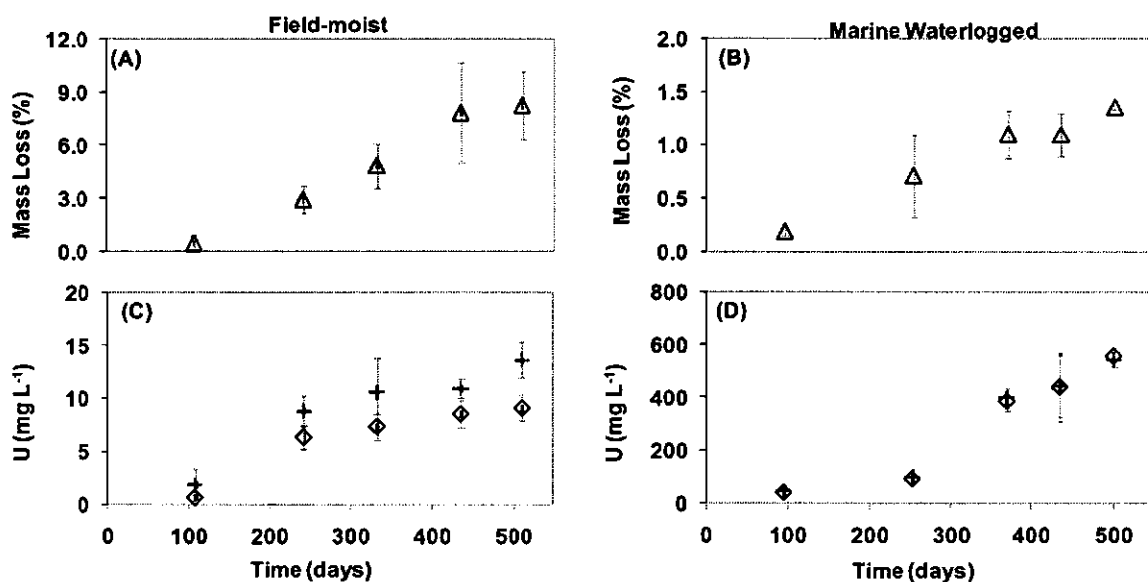 Field-moist
Marine Waterlogged
(A)
Mass Loss (%)
12.0
9.0
6.0
3.0
0.0
(B)
Mass Loss (%)
2.0
1.5
1.0
0.5
0.0
(C)
U (mg L⁻¹)
20
15
10
5
0
0 100 200 300 400 500
Time (days)
(D)
U (mg L⁻¹)
800
600
400
200
0
0 100 200 300 400 500
Time (days)